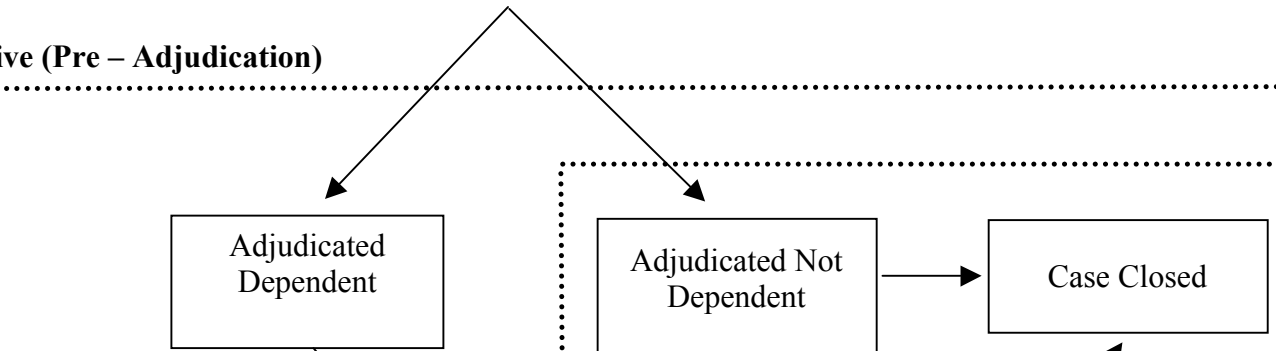 ive (Pre – Adjudication)
Adjudicated
Dependent
Adjudicated Not
Dependent
Case Closed